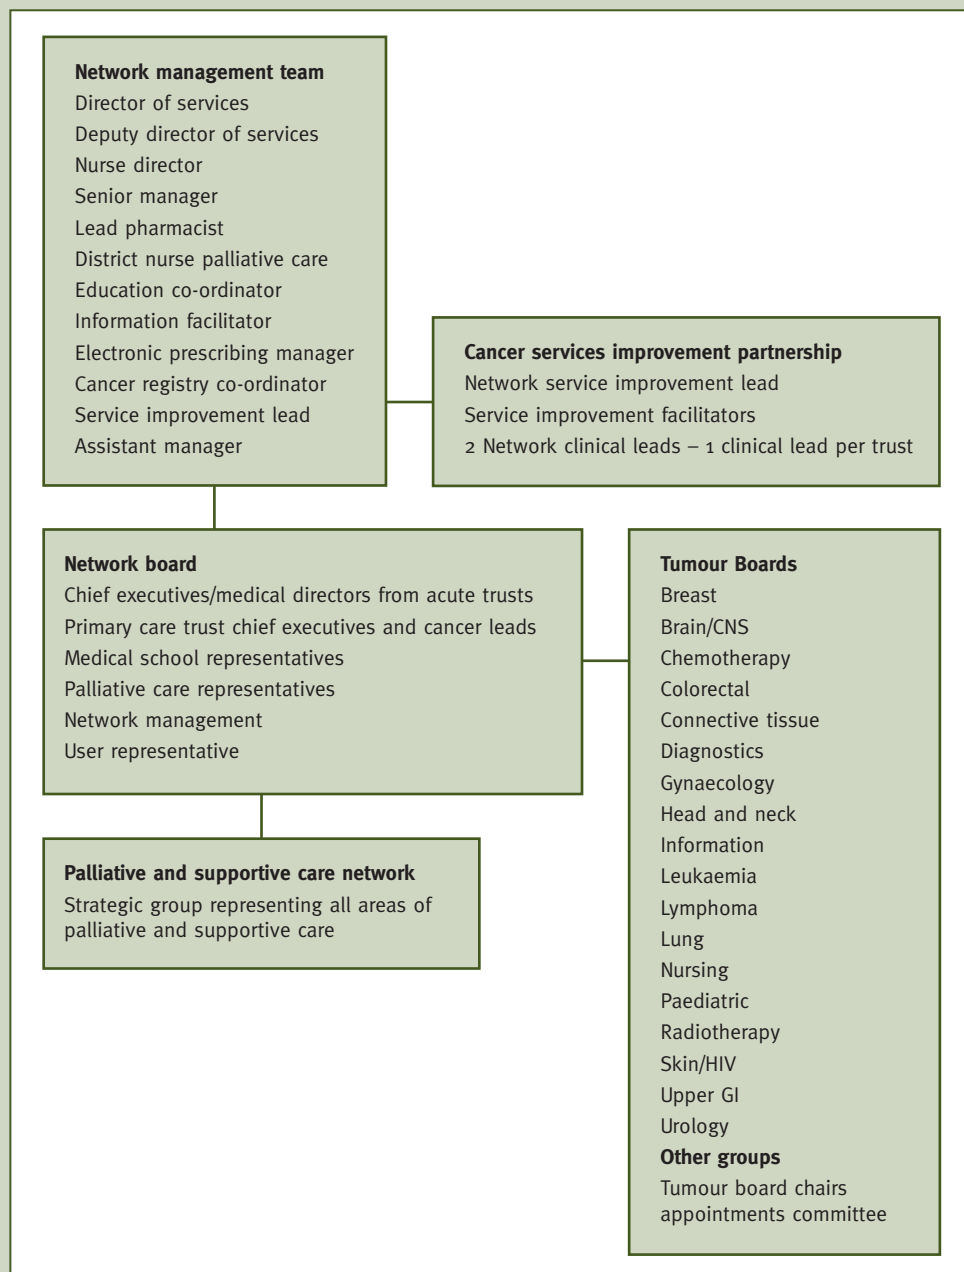 Network management team
Director of services
Deputy director of services
Nurse director
Senior manager
Lead pharmacist
District nurse palliative care
Education co-ordinator
Information facilitator
Electronic prescribing manager
Cancer registry co-ordinator
Service improvement lead
Assistant manager
Cancer services improvement partnership
Network service improvement lead
Service improvement facilitators
2 Network clinical leads – 1 clinical lead per trust
Network board
Chief executives/medical directors from acute trusts
Primary care trust chief executives and cancer leads
Medical school representatives
Palliative care representatives
Network management
User representative
Palliative and supportive care network
Strategic group representing all areas of
palliative and supportive care
Tumour Boards
Breast
Brain/CNS
Chemotherapy
Colorectal
Connective tissue
Diagnostics
Gynaecology
Head and neck
Information
Leukaemia
Lymphoma
Lung
Nursing
Paediatric
Radiotherapy
Skin/HIV
Upper GI
Urology
Other groups
Tumour board chairs
appointments committee